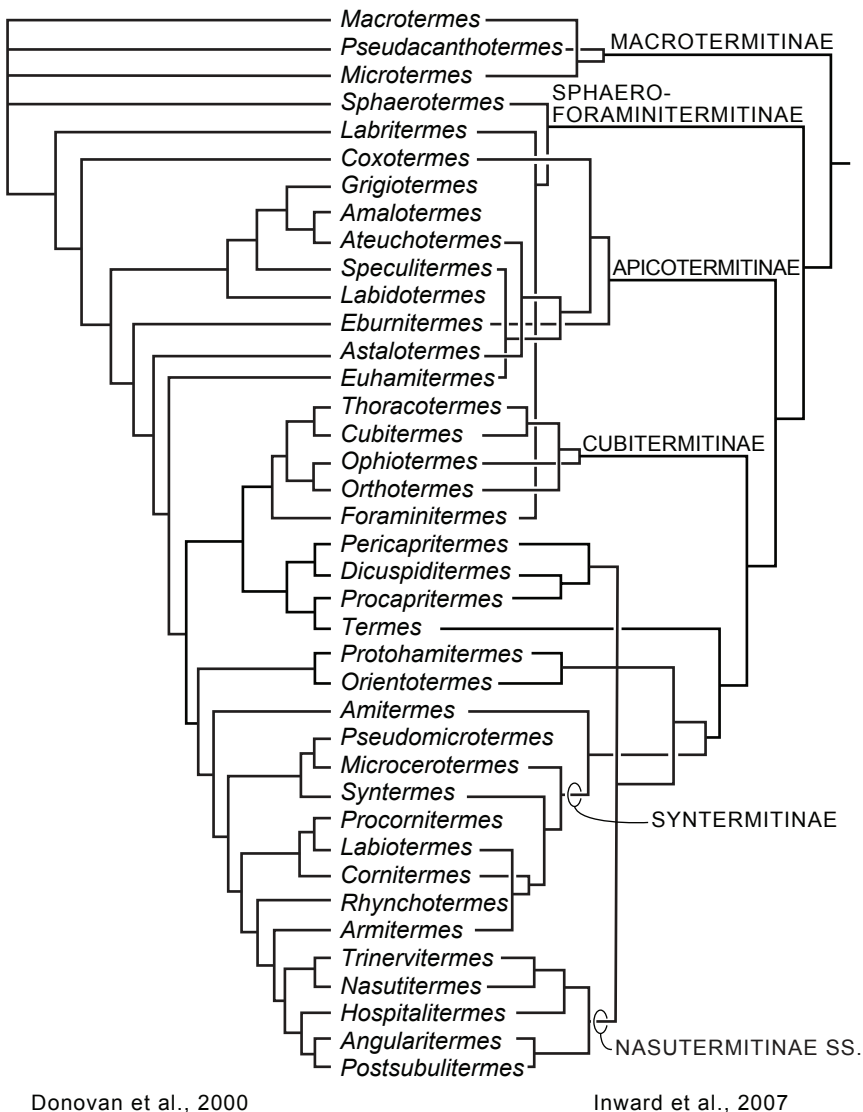 Macrotermes
Pseudacanthotermes
MACROTERMITINAE
Microtermes
Sphaerotermes
SPHAERO-
FORAMINITERMITINAE
Labritermes
Coxotermes
Grigiotermes
Amalotermes
Ateuchotermes
Speculitermes
APICOTERMITINAE
Labidotermes
Eburnitermes
Astalotermes
Euhamitermes
Thoracotermes
Cubitermes
CUBITERMITINAE
Ophiotermes
Orthotermes
Foraminitermes
Pericapritermes
Dicuspiditermes
Procapritermes
Termes
Protohamitermes
Orientotermes
Amitermes
Pseudomicrotermes
Microcerotermes
Syntermes
SYNTERMITINAE
Procornitermes
Labiotermes
Cornitermes
Rhynchotermes
Armitermes
Trinervitermes
Nasutitermes
Hospitalitermes
Angularitermes
NASUTERMITINAE SS.
Postsubulitermes
Donovan et al., 2000
Inward et al., 2007